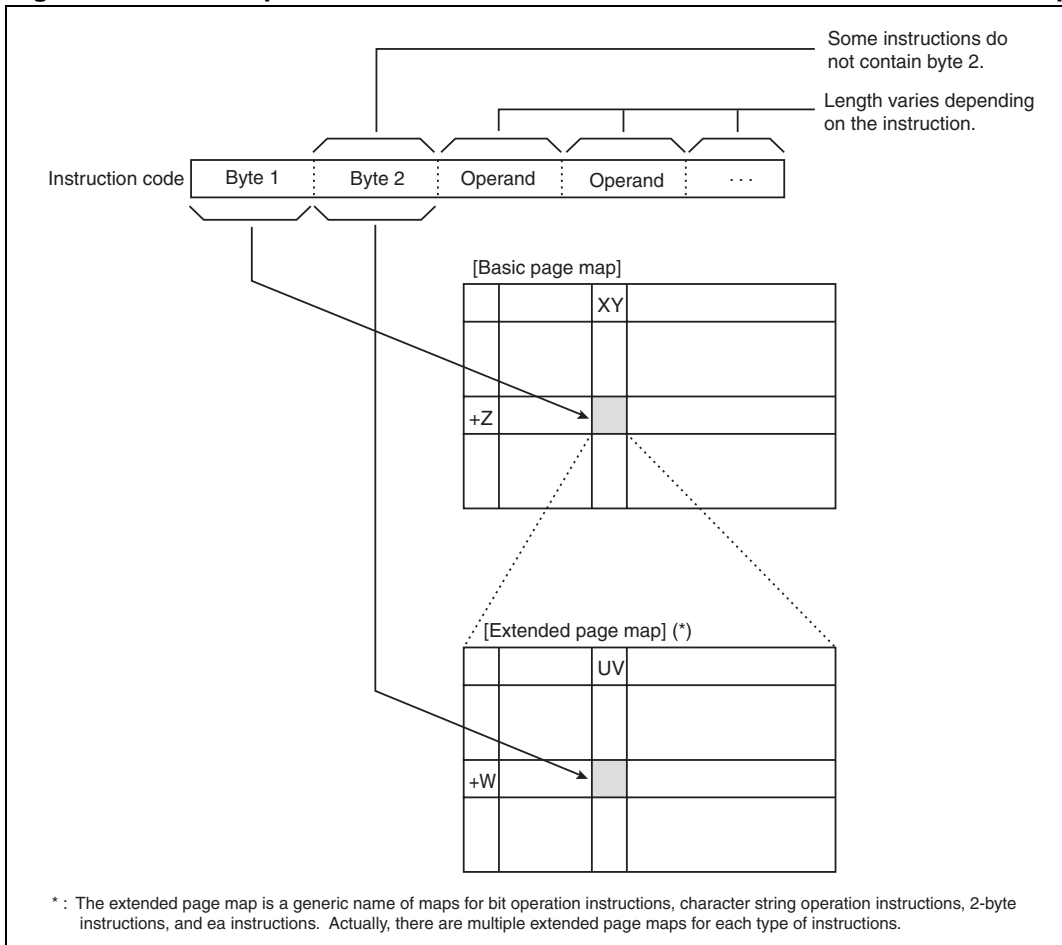 Some instructions do
not contain byte 2.
Length varies depending
on the instruction.
Instruction code
Byte 1
Byte 2
Operand
Operand
...
[Basic page map]
XY
+Z
[Extended page map] (*)
UV
+W
* : The extended page map is a generic name of maps for bit operation instructions, character string operation instructions, 2-byte
instructions, and ea instructions. Actually, there are multiple extended page maps for each type of instructions.